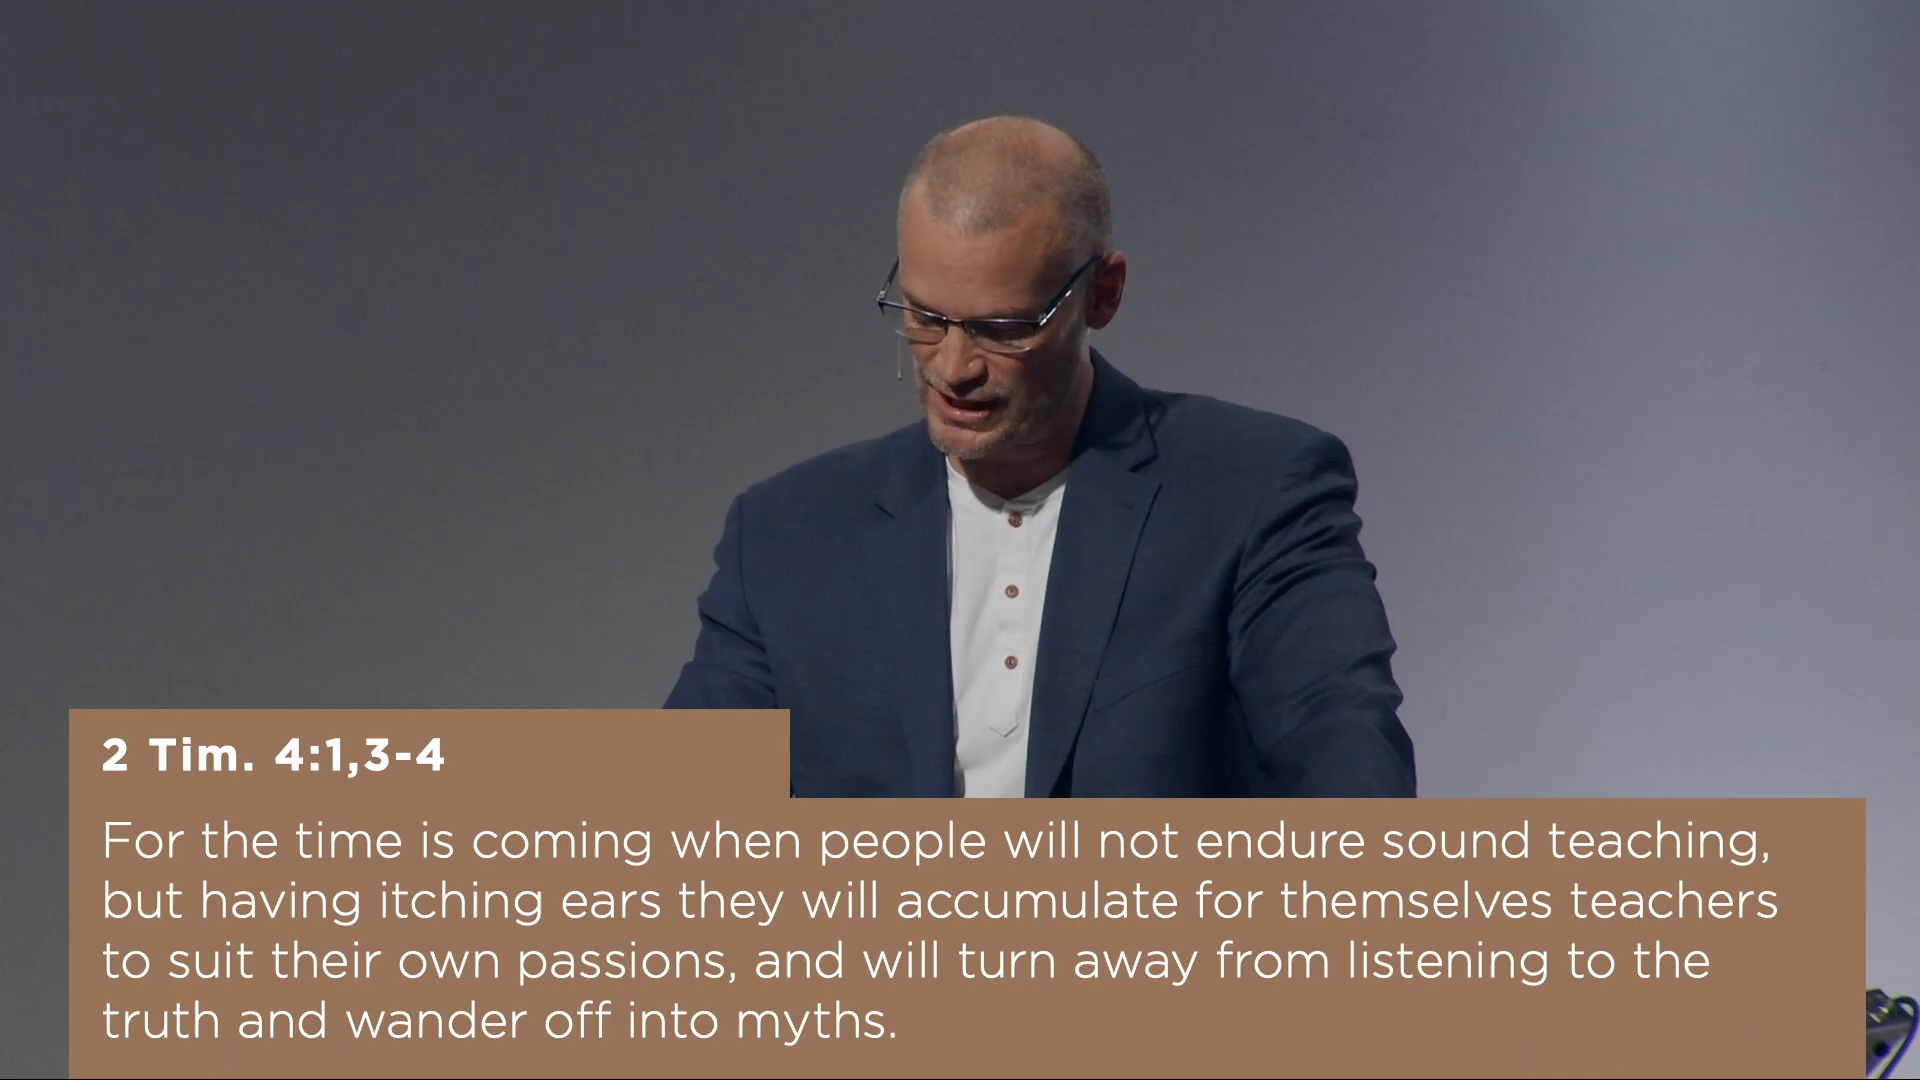 2 Tim. 4:1,3-4
For the time is coming when people will not endure sound teaching,
but having itching ears they will accumulate for themselves teachers
to suit their own passions, and will turn away from listening to the
truth and wander off into myths.